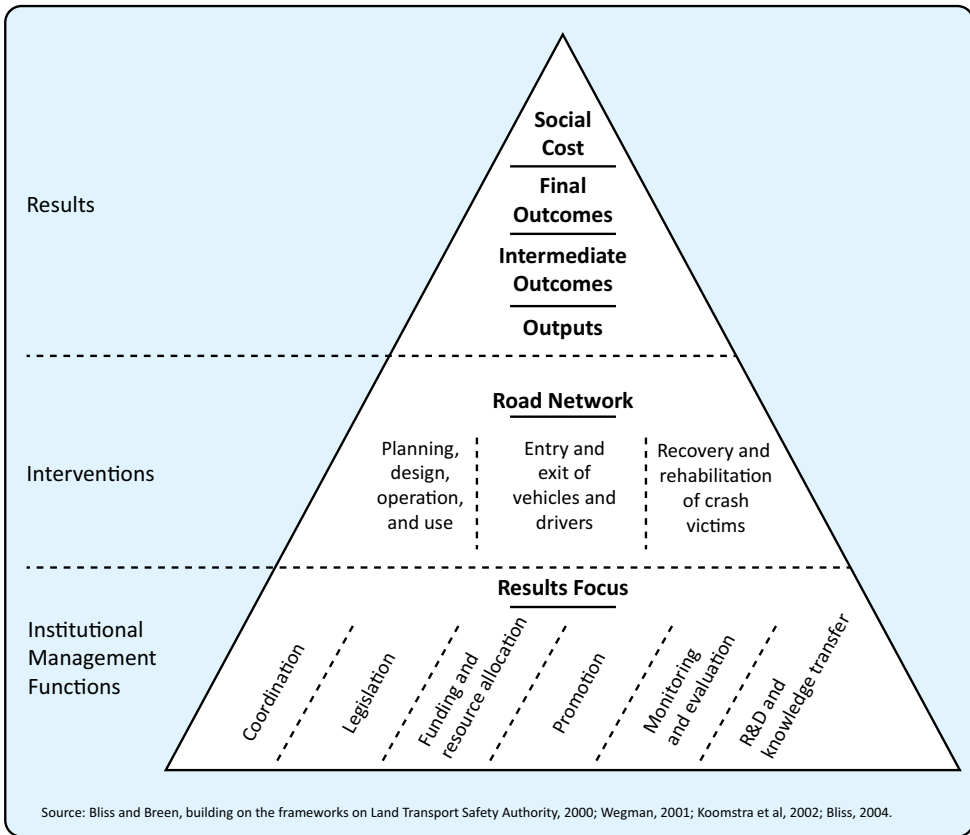 Social
Cost
Final
Outcomes
Intermediate
Outcomes
Outputs
Results
Road Network
Planning,
design,
operation,
and use
Entry and
exit of
vehicles and
drivers
Recovery and
rehabilitation
of crash
victims
Interventions
Results Focus
Institutional
Management
Functions
Coordination
Legislation
Funding and
resource allocation
Promotion
Monitoring
and evaluation
R&D and
knowledge transfer
Source: Bliss and Breen, building on the frameworks on Land Transport Safety Authority, 2000; Wegman, 2001; Koomstra et al, 2002; Bliss, 2004.